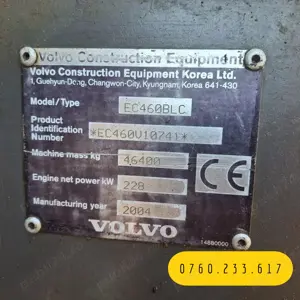 Volvo Construction Equipment
Volvo Construction Equipment Korea Ltd.
1, Guehyun-Dong, Changwon-City, Kyungnam, Korea 641-430
Model/Type EC460BLC
Product
Identification *EC460U10741*
Number
Machine mass kg 46400
Engine net power kW 228
Manufacturing year 2004
CE
VOLVO
14880000
0760.233.617